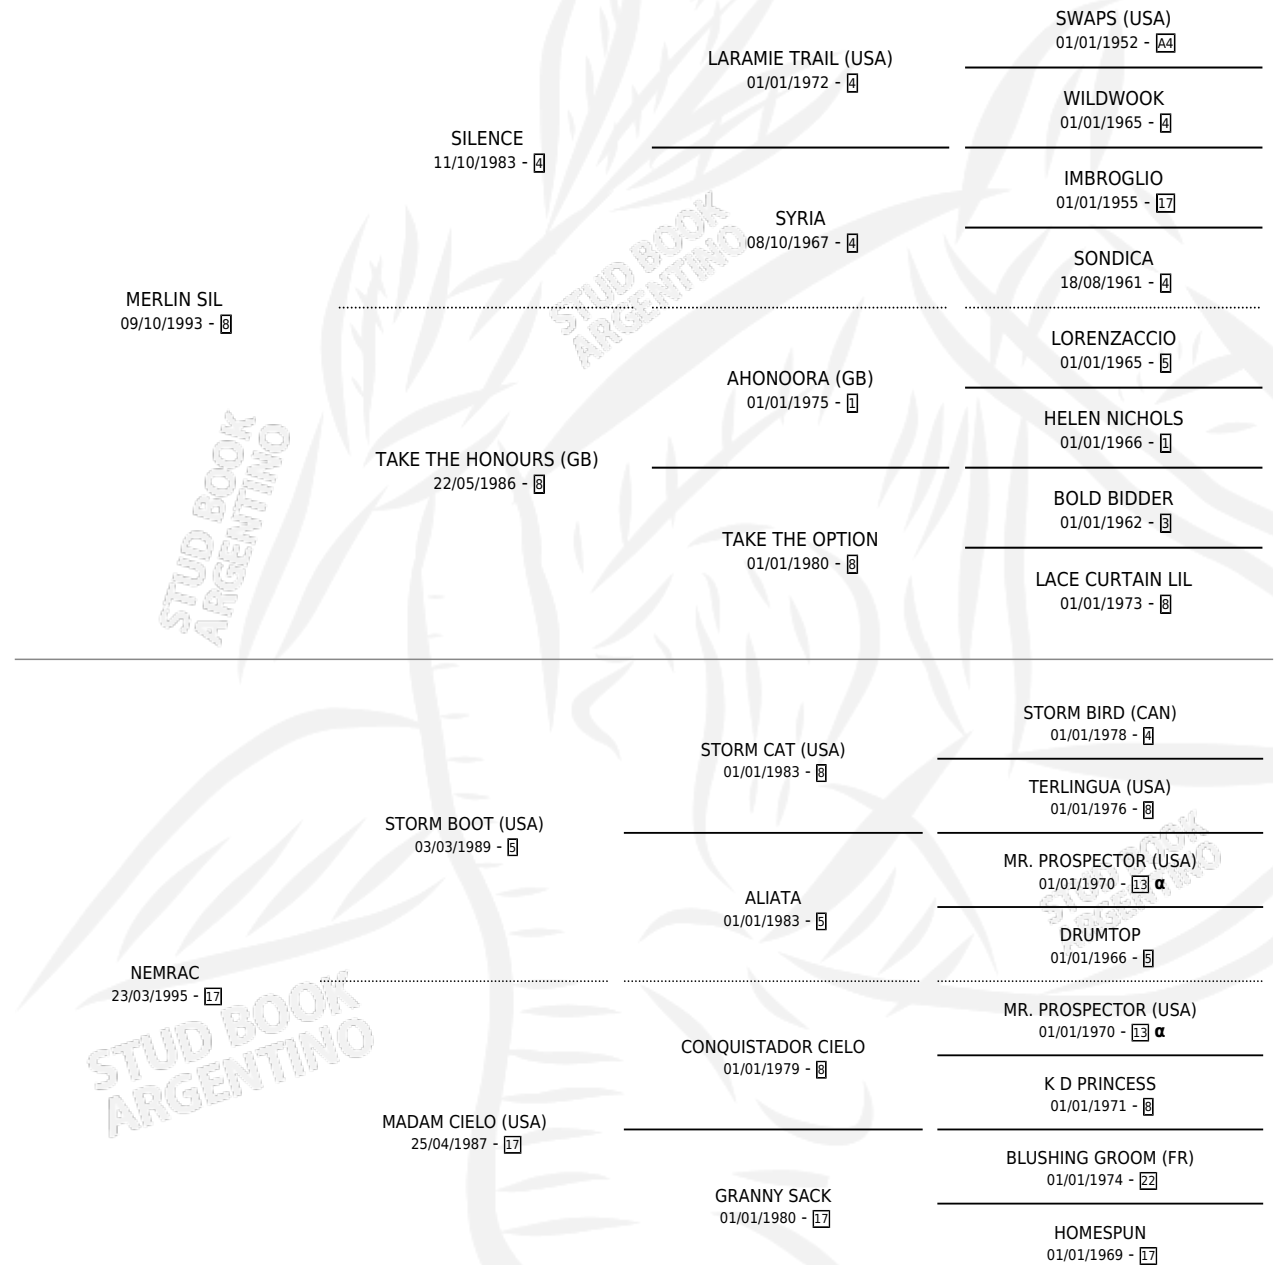 SWAPS (USA)
01/01/1952 - A4
LARAMIE TRAIL (USA)
01/01/1972 - 4
WILDWOOK
01/01/1965 - 4
SILENCE
11/10/1983 - 4
IMBROGLIO
01/01/1955 - 17
SYRIA
08/10/1967 - 4
SONDICA
18/08/1961 - 4
STUD BOOK
ARGENTINO
MERLIN SIL
09/10/1993 - 8
LORENZACCIO
01/01/1965 - 5
AHONOORA (GB)
01/01/1975 - 1
HELEN NICHOLS
01/01/1966 - 1
TAKE THE HONOURS (GB)
22/05/1986 - 8
BOLD BIDDER
01/01/1962 - 3
TAKE THE OPTION
01/01/1980 - 8
LACE CURTAIN LIL
01/01/1973 - 8
STUD BOOK
ARGENTINO
STORM BIRD (CAN)
01/01/1978 - 4
STORM CAT (USA)
01/01/1983 - 8
TERLINGUA (USA)
01/01/1976 - 8
STORM BOOT (USA)
03/03/1989 - 5
MR. PROSPECTOR (USA)
01/01/1970 - 13 α
ALIATA
01/01/1983 - 5
DRUMTOP
01/01/1966 - 5
STUD BOOK
ARGENTINO
NEMRAC
23/03/1995 - 17
MR. PROSPECTOR (USA)
01/01/1970 - 13 α
CONQUISTADOR CIELO
01/01/1979 - 8
K D PRINCESS
01/01/1971 - 8
MADAM CIELO (USA)
25/04/1987 - 17
BLUSHING GROOM (FR)
01/01/1974 - 22
GRANNY SACK
01/01/1980 - 17
HOMESPUN
01/01/1969 - 17
STUD BOOK
ARGENTINO